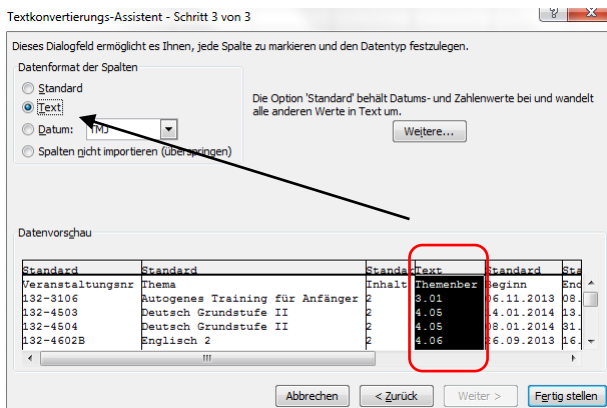 Textkonvertierungs-Assistent - Schritt 3 von 3
Dieses Dialogfeld ermöglicht es Ihnen, jede Spalte zu markieren und den Datentyp festzulegen.
Datenformat der Spalten
Standard
Text
Datum: TMJ
Spalten nicht importieren (überspringen)
Die Option 'Standard' behält Datums- und Zahlenwerte bei und wandelt
alle anderen Werte in Text um.
Weitere...
Datenvorschau
Standard Standard Standar Text Standard Sta
Veranstaltungsnr Thema Inhalt Themenber Beginn End
132-3106 Autogenes Training für Anfänger 2 3.01 06.11.2013 08.
132-4503 Deutsch Grundstufe II 2 4.05 14.01.2014 13.
132-4504 Deutsch Grundstufe II 2 4.05 08.01.2014 31.
132-4602B Englisch 2 2 4.06 26.09.2013 16.
Abbrechen < Zurück Weiter > Fertig stellen